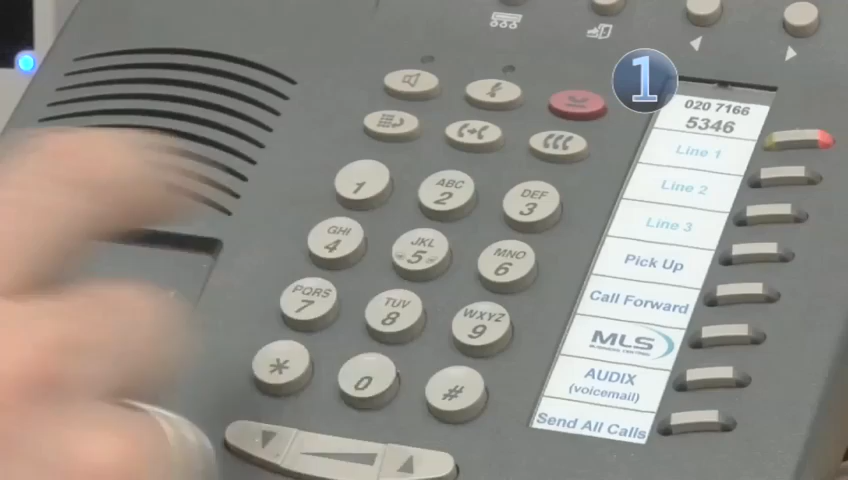 1
020 7166
5346
Line 1
Line 2
Line 3
Pick Up
Call Forward
MLS
BUSINESS CENTRES
AUDIX
(voicemail)
Send All Calls
1
ABC
2
DEF
3
GHI
4
JKL
5
MNO
6
PQRS
7
TUV
8
WXYZ
9
*
0
#